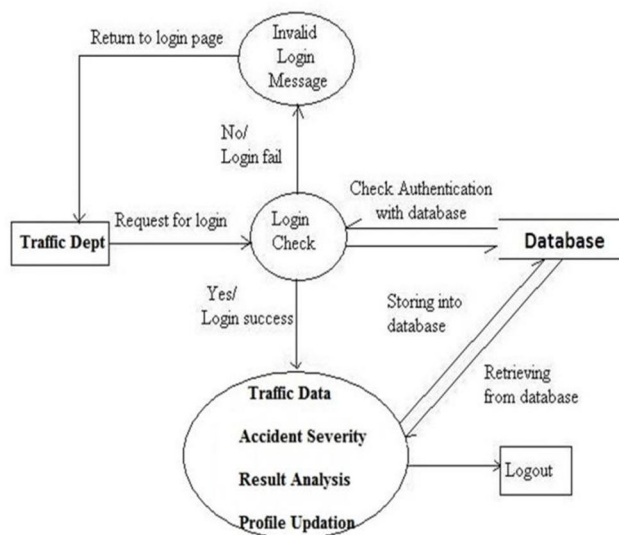 Return to login page
Invalid
Login
Message
No/
Login fail
Check Authentication
with database
Traffic Dept
Request for login
Login
Check
Database
Yes/
Login success
Storing into
database
Retrieving
from database
Traffic Data
Accident Severity
Result Analysis
Profile Updation
Logout